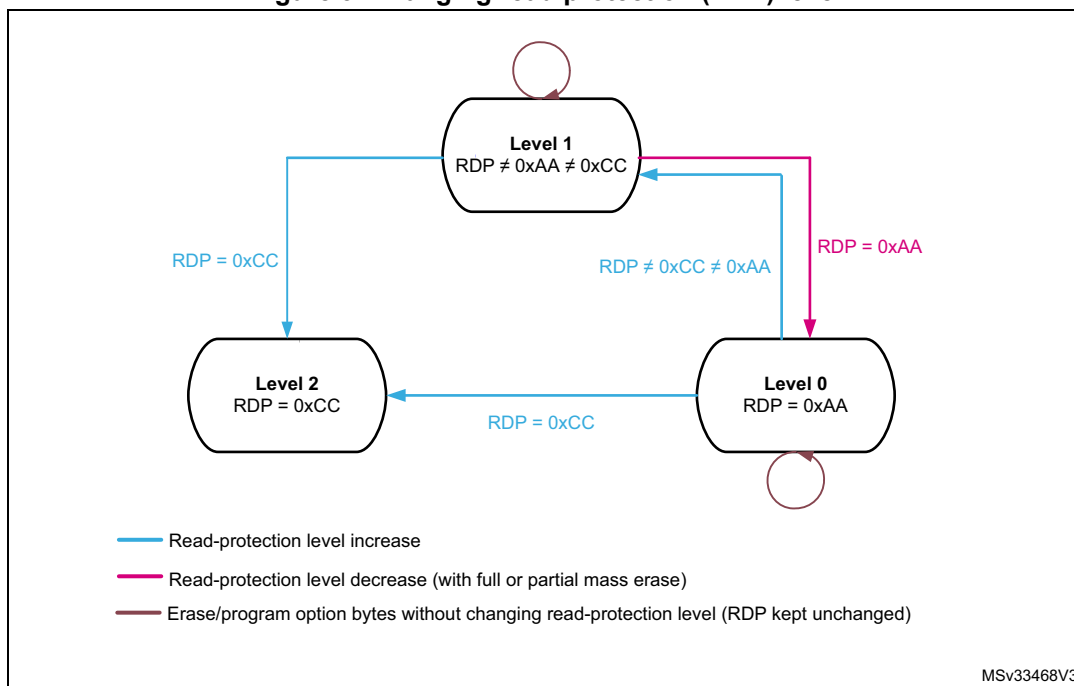 Level 1
RDP ≠ 0xAA ≠ 0xCC
RDP = 0xCC
RDP ≠ 0xCC ≠ 0xAA
RDP = 0xAA
Level 2
RDP = 0xCC
Level 0
RDP = 0xAA
RDP = 0xCC
Read-protection level increase
Read-protection level decrease (with full or partial mass erase)
Erase/program option bytes without changing read-protection level (RDP kept unchanged)
MSv33468V3